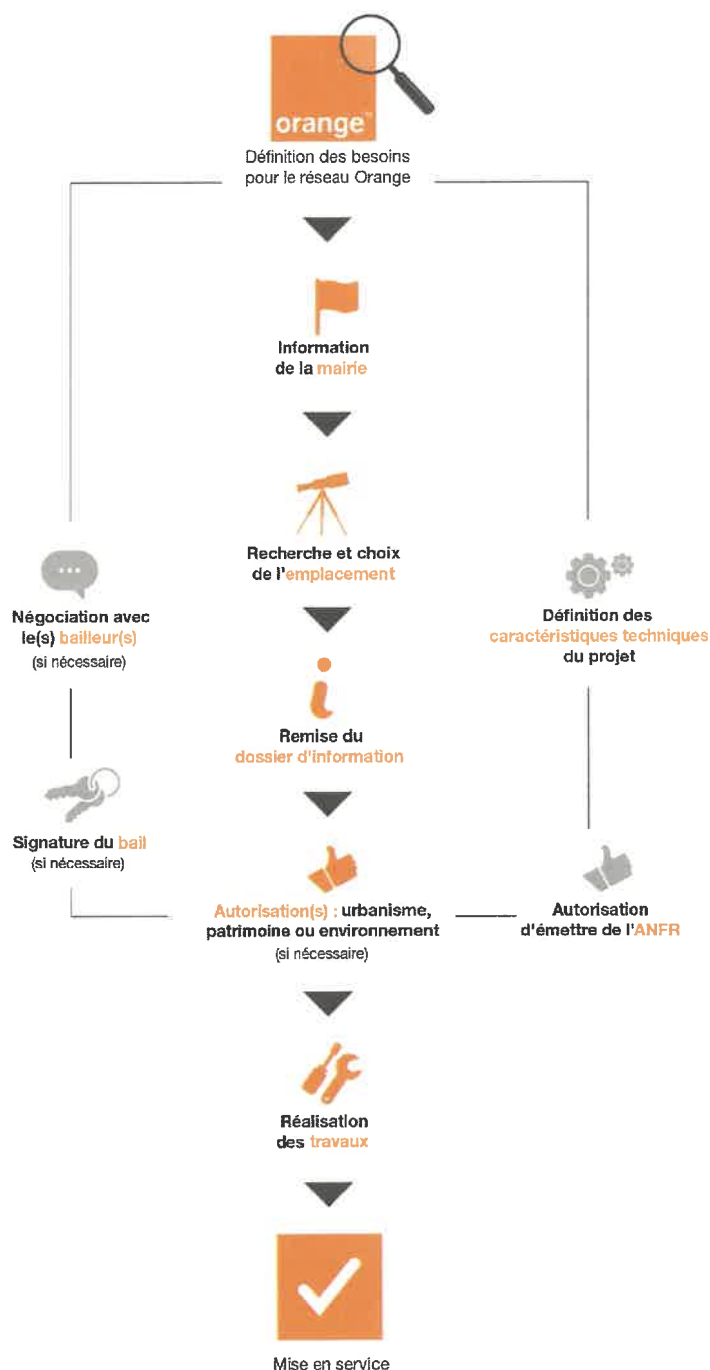 orange™
Définition des besoins
pour le réseau Orange
Information
de la mairie
Recherche et choix
de l'emplacement
Négociation avec
le(s) bailleur(s)
(si nécessaire)
Définition des
caractéristiques techniques
du projet
Remise du
dossier d'information
Signature du bail
(si nécessaire)
Autorisation(s) : urbanisme,
patrimoine ou environnement
(si nécessaire)
Autorisation
d'émettre de l'ANFR
Réalisation
des travaux
Mise en service